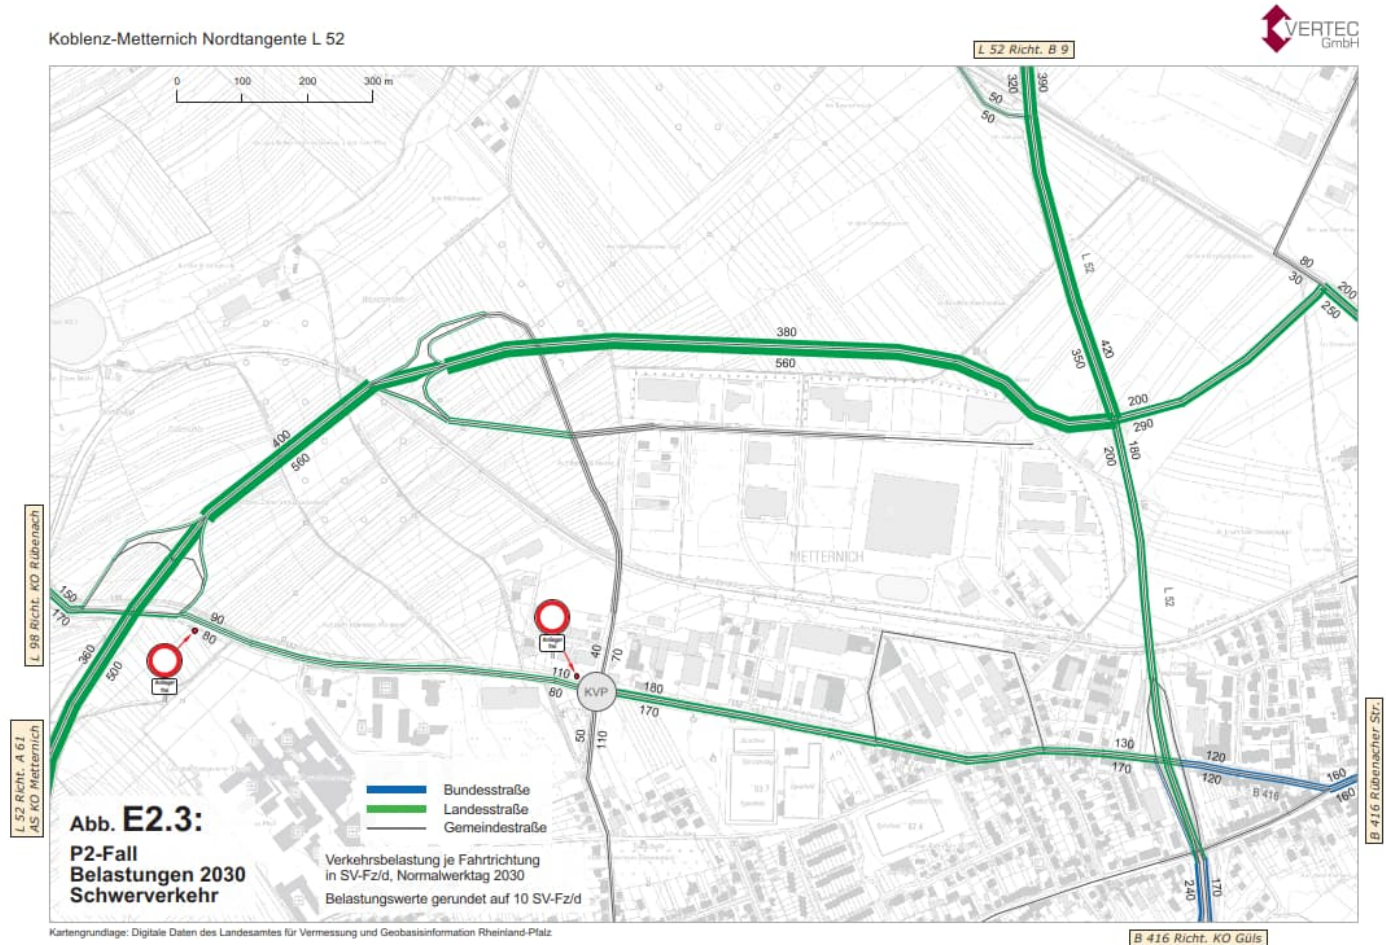 Koblenz-Metternich Nordtangente L 52
VERTEC
GmbH
L 52 Richt. B 9
0 100 200 300 m
320
390
50
50
L 52
80
30
200
250
380
560
350
420
200
290
200
180
400
560
METTERNICH
L 52
L 98 Richt. KO Rübenach
150
170
90
80
360
500
110
80
KVP
40
70
180
170
50
110
130
170
120
120
B 416
160
160
240
170
L 52 Richt. A 61
AS KO Metternich
B 416 Rübenacher Str.
B 416 Richt. KO Güls
Abb. E2.3:
P2-Fall
Belastungen 2030
Schwerverkehr
Bundesstraße
Landesstraße
Gemeindestraße
Verkehrsbelastung je Fahrtrichtung
in SV-Fz/d, Normalwerktag 2030
Belastungswerte gerundet auf 10 SV-Fz/d
Kartengrundlage: Digitale Daten des Landesamtes für Vermessung und Geobasisinformation Rheinland-Pfalz